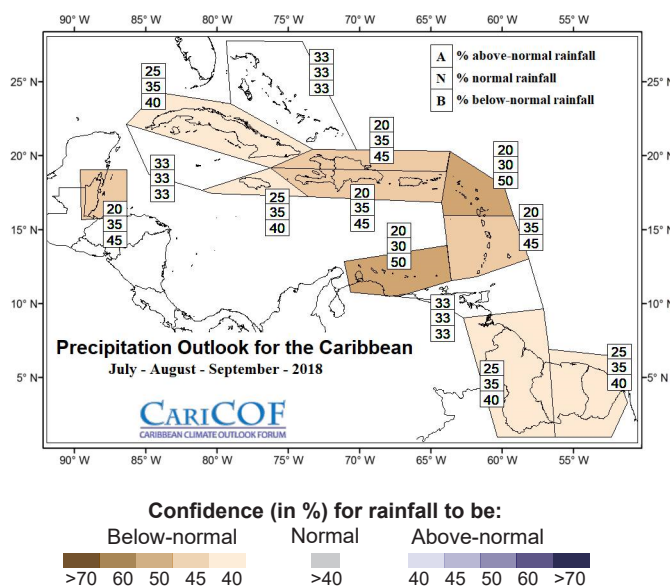 90° W 85° W 80° W 75° W 70° W 65° W 60° W 55° W
25° N
20° N
15° N
10° N
5° N
A % above-normal rainfall
N % normal rainfall
B % below-normal rainfall
33
33
33
25
35
40
20
35
45
20
30
50
33
33
33
20
35
45
25
35
40
20
35
45
20
35
45
20
30
50
33
33
33
25
35
40
25
35
40
Precipitation Outlook for the Caribbean
July - August - September - 2018
CARICOF
CARIBBEAN CLIMATE OUTLOOK FORUM
25° N
20° N
15° N
10° N
5° N
90° W 85° W 80° W 75° W 70° W 65° W 60° W 55° W
Confidence (in %) for rainfall to be:
Below-normal Normal Above-normal
>70 60 50 45 40 >40 40 45 50 60 >70